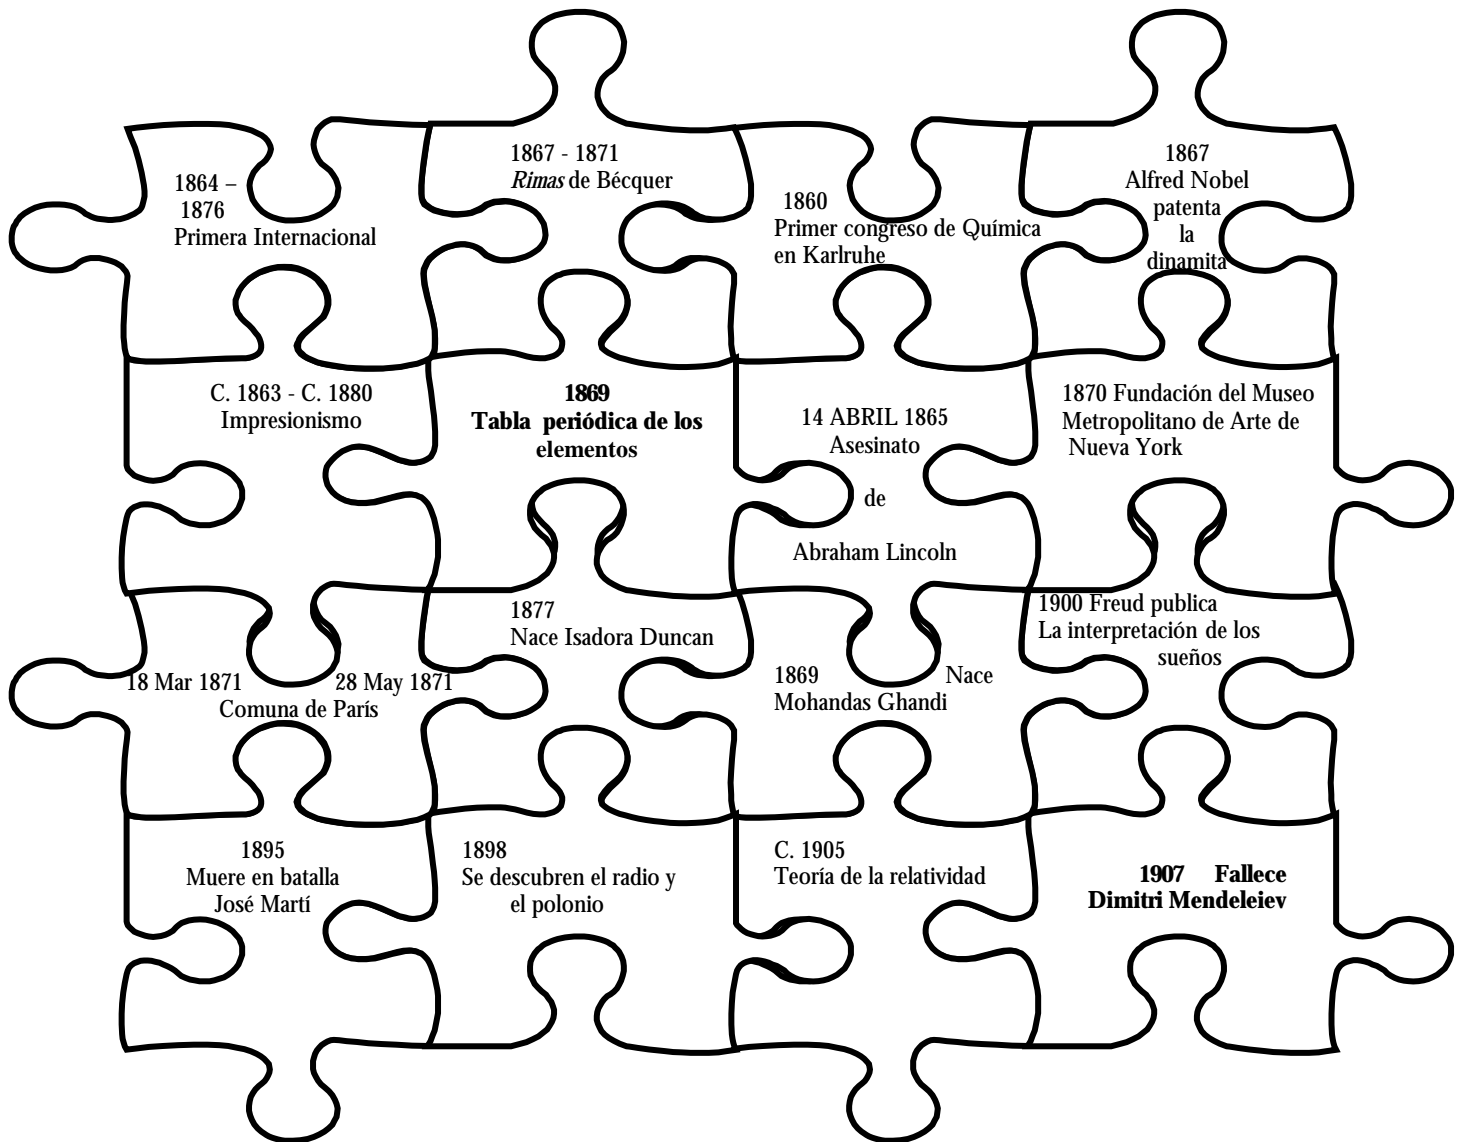 1864 –
1876
Primera Internacional
1867 - 1871
Rimas de Bécquer
1860
Primer congreso de Química
en Karlruhe
1867
Alfred Nobel
patenta
la
dinamita
C. 1863 - C. 1880
Impresionismo
1869
Tabla periódica de los
elementos
14 ABRIL 1865
Asesinato
de
Abraham Lincoln
1870 Fundación del Museo
Metropolitano de Arte de
Nueva York
18 Mar 1871 28 May 1871
Comuna de París
1877
Nace Isadora Duncan
1869 Nace
Mohandas Ghandi
1900 Freud publica
La interpretación de los
sueños
1895
Muere en batalla
José Martí
1898
Se descubren el radio y
el polonio
C. 1905
Teoría de la relatividad
1907 Fallece
Dimitri Mendeleiev